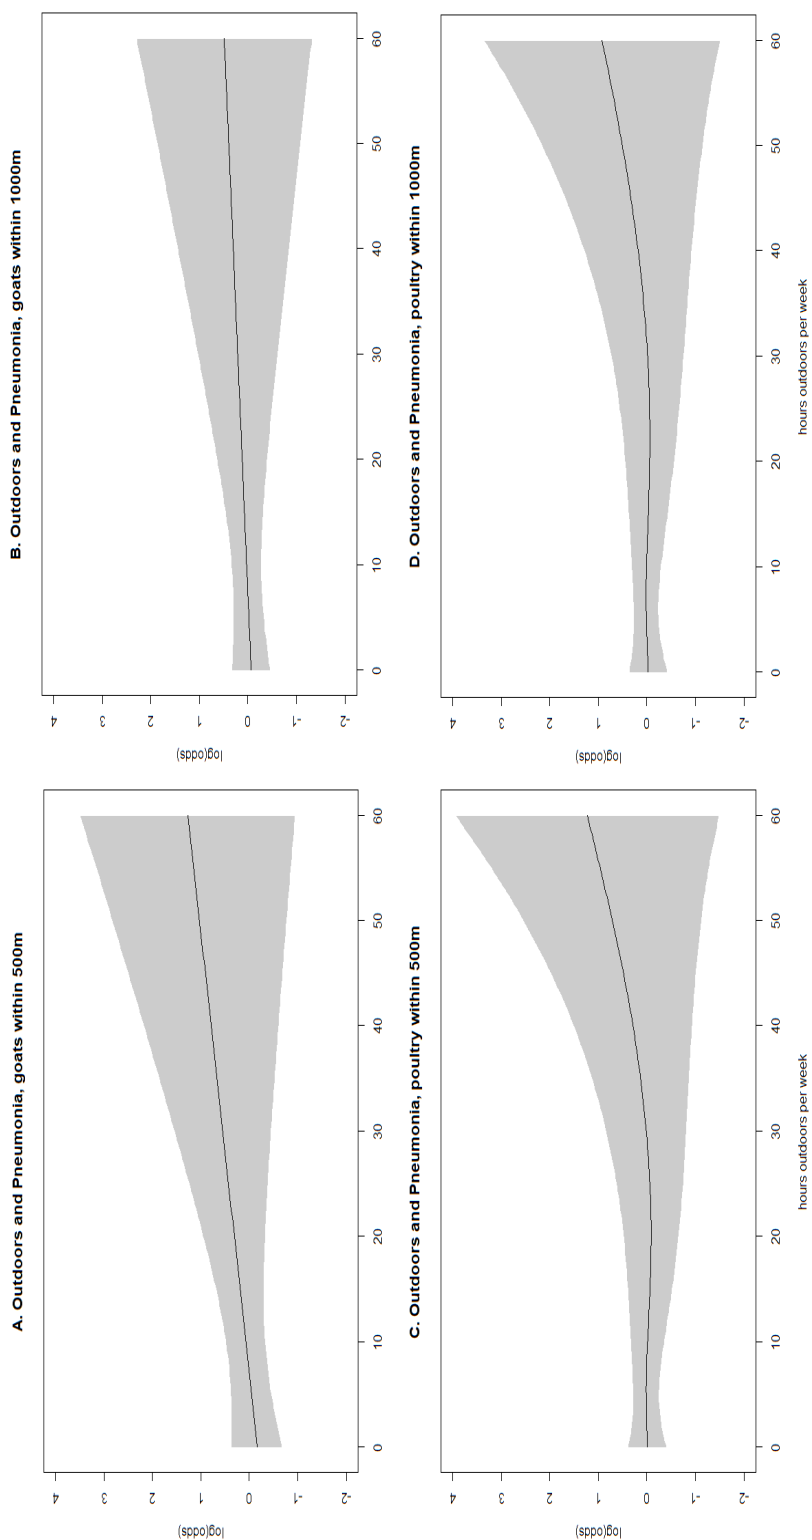 A. Outdoors and Pneumonia, goats within 500m
log(odds)
4
3
2
1
0
-1
-2
0 10 20 30 40 50 60
B. Outdoors and Pneumonia, goats within 1000m
log(odds)
4
3
2
1
0
-1
-2
0 10 20 30 40 50 60
C. Outdoors and Pneumonia, poultry within 500m
log(odds)
4
3
2
1
0
-1
-2
0 10 20 30 40 50 60
hours outdoors per week
D. Outdoors and Pneumonia, poultry within 1000m
log(odds)
4
3
2
1
0
-1
-2
0 10 20 30 40 50 60
hours outdoors per week